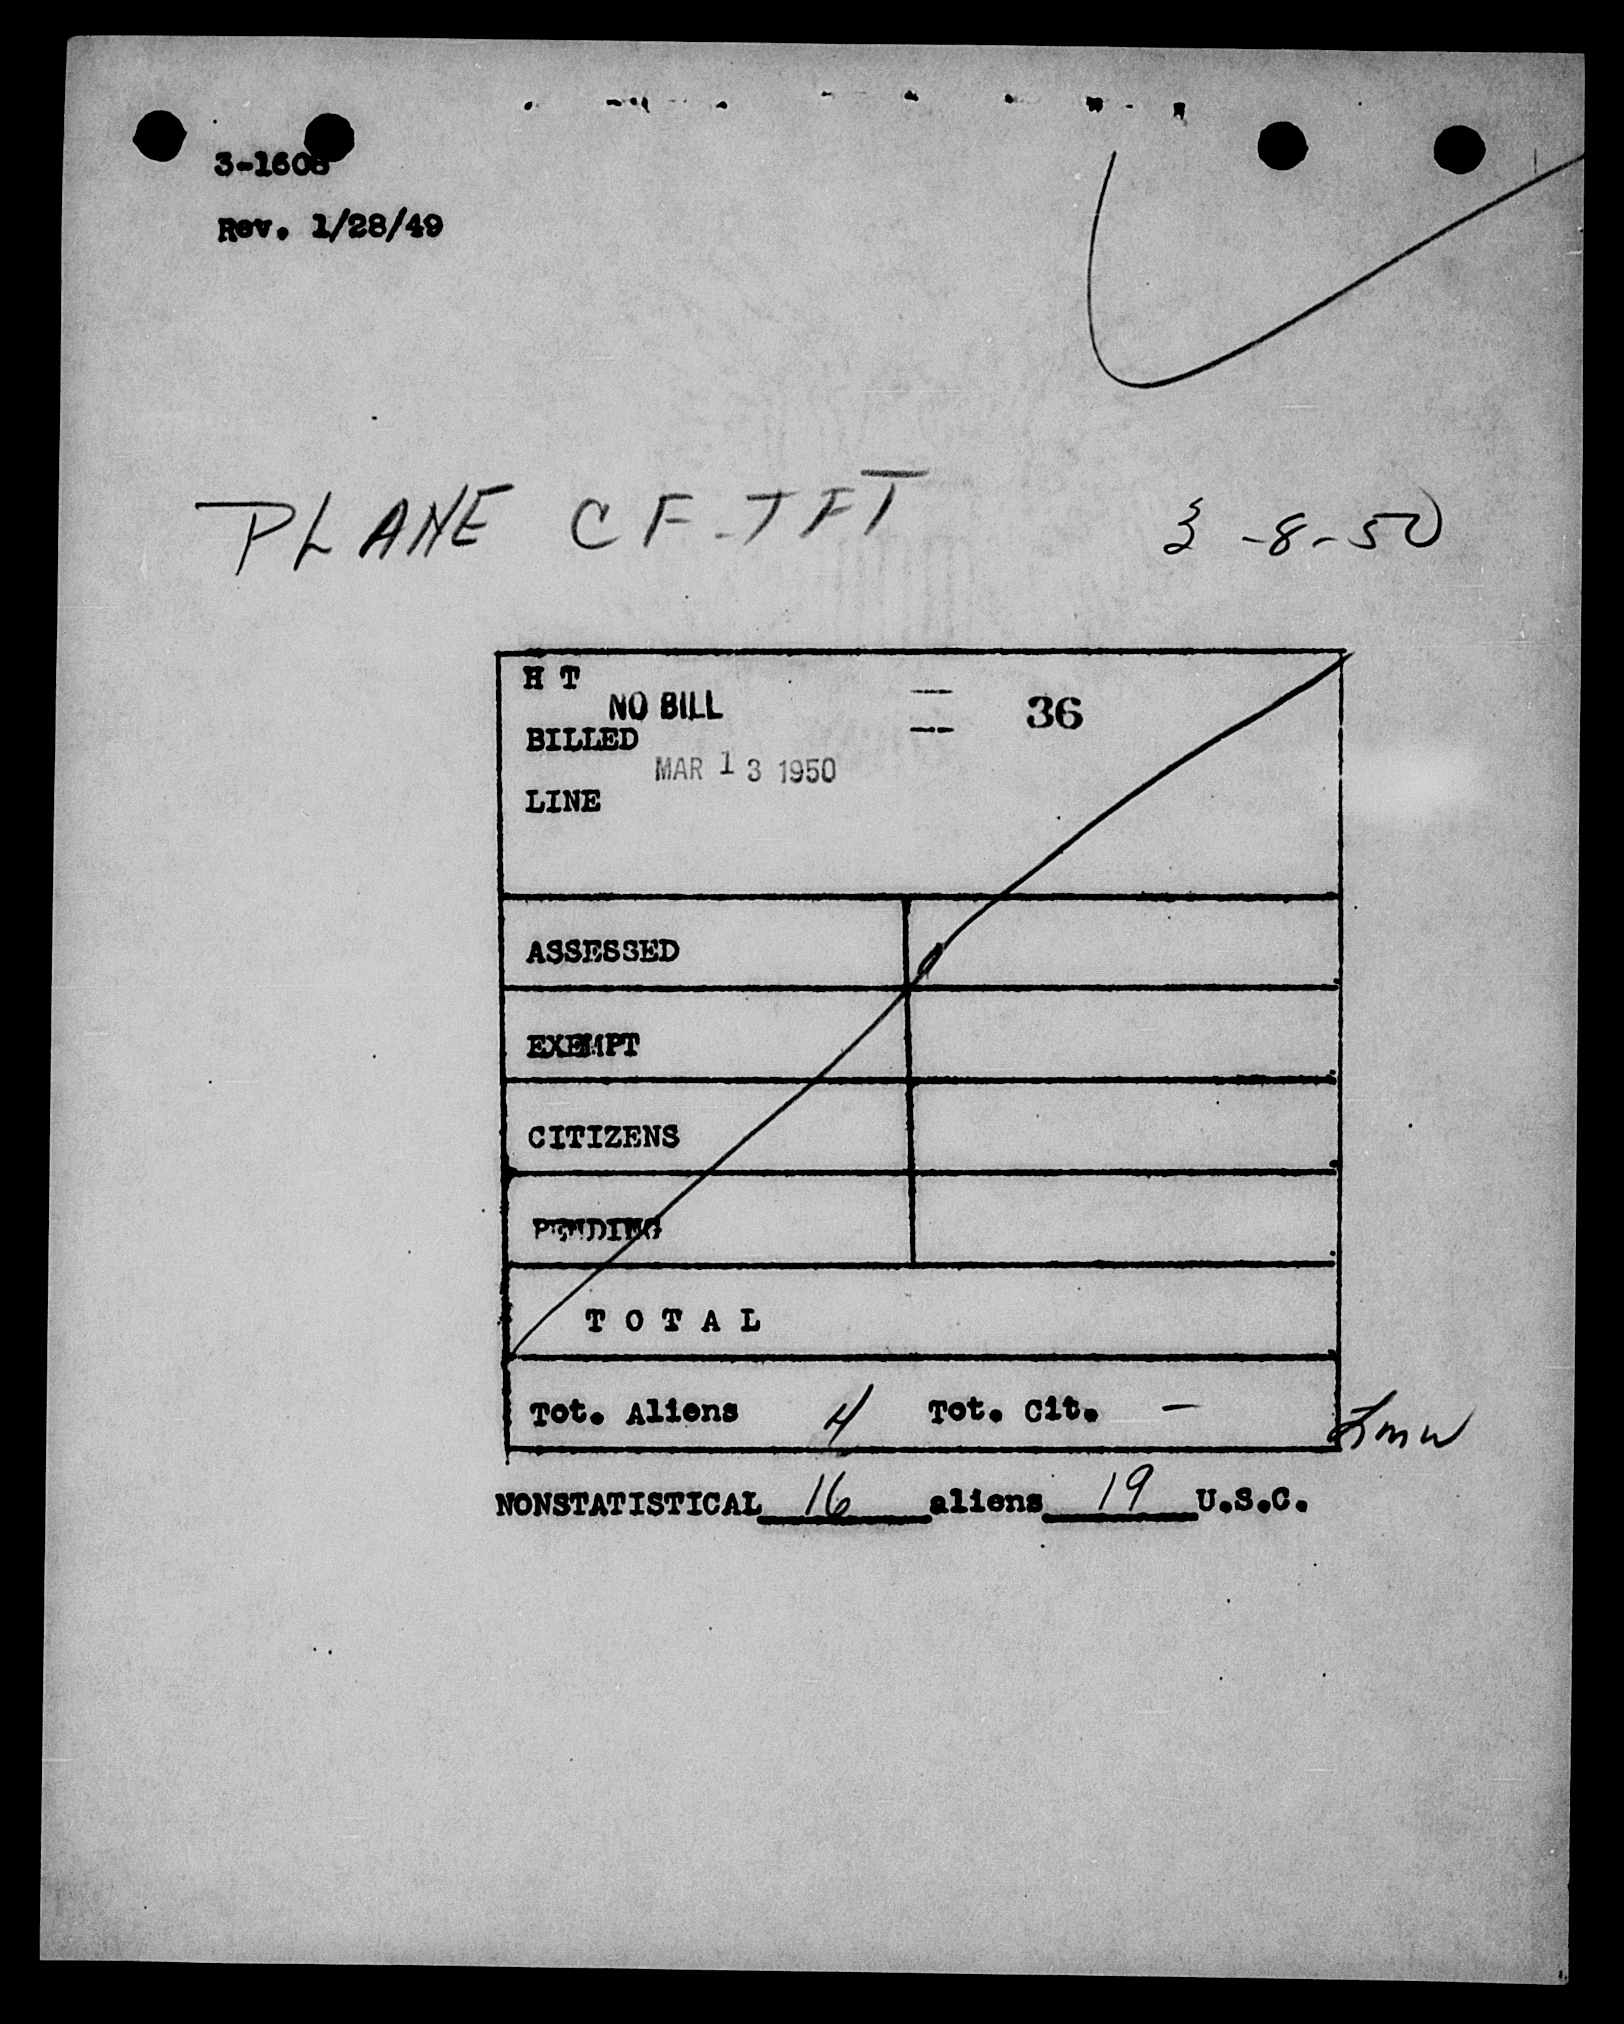 3-1608
Rev. 1/28/49
PLANE CF-TFT 3-8-50
H T
NO BILL
36
BILLED
MAR 13 1950
LINE
ASSESSED
EXEMPT
CITIZENS
PENDING
T O T A L
Tot. Aliens 4 Tot. Cit. —
NONSTATISTICAL 16 aliens 19 U.S.C.